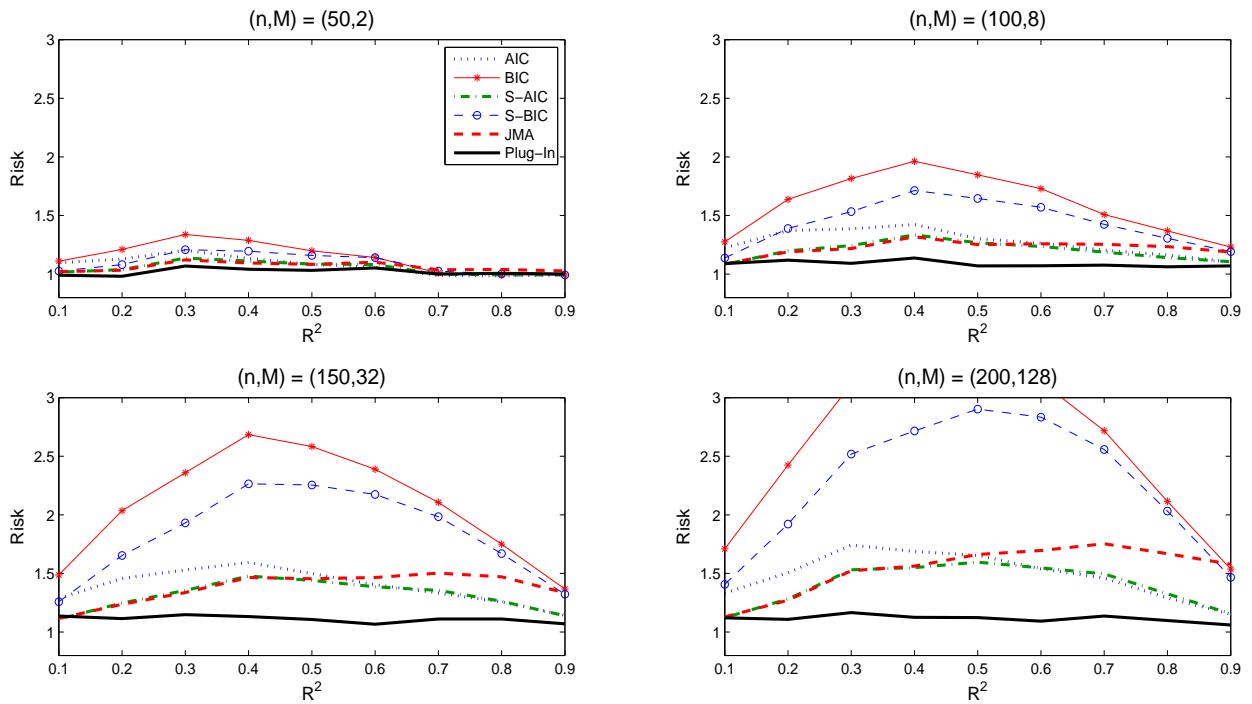 (n,M) = (50,2)
3
2.5
2
1.5
1
Risk
0.1 0.2 0.3 0.4 0.5 0.6 0.7 0.8 0.9
R²
AIC
BIC
S−AIC
S−BIC
JMA
Plug−In
(n,M) = (100,8)
3
2.5
2
1.5
1
Risk
0.1 0.2 0.3 0.4 0.5 0.6 0.7 0.8 0.9
R²
(n,M) = (150,32)
3
2.5
2
1.5
1
Risk
0.1 0.2 0.3 0.4 0.5 0.6 0.7 0.8 0.9
R²
(n,M) = (200,128)
3
2.5
2
1.5
1
Risk
0.1 0.2 0.3 0.4 0.5 0.6 0.7 0.8 0.9
R²